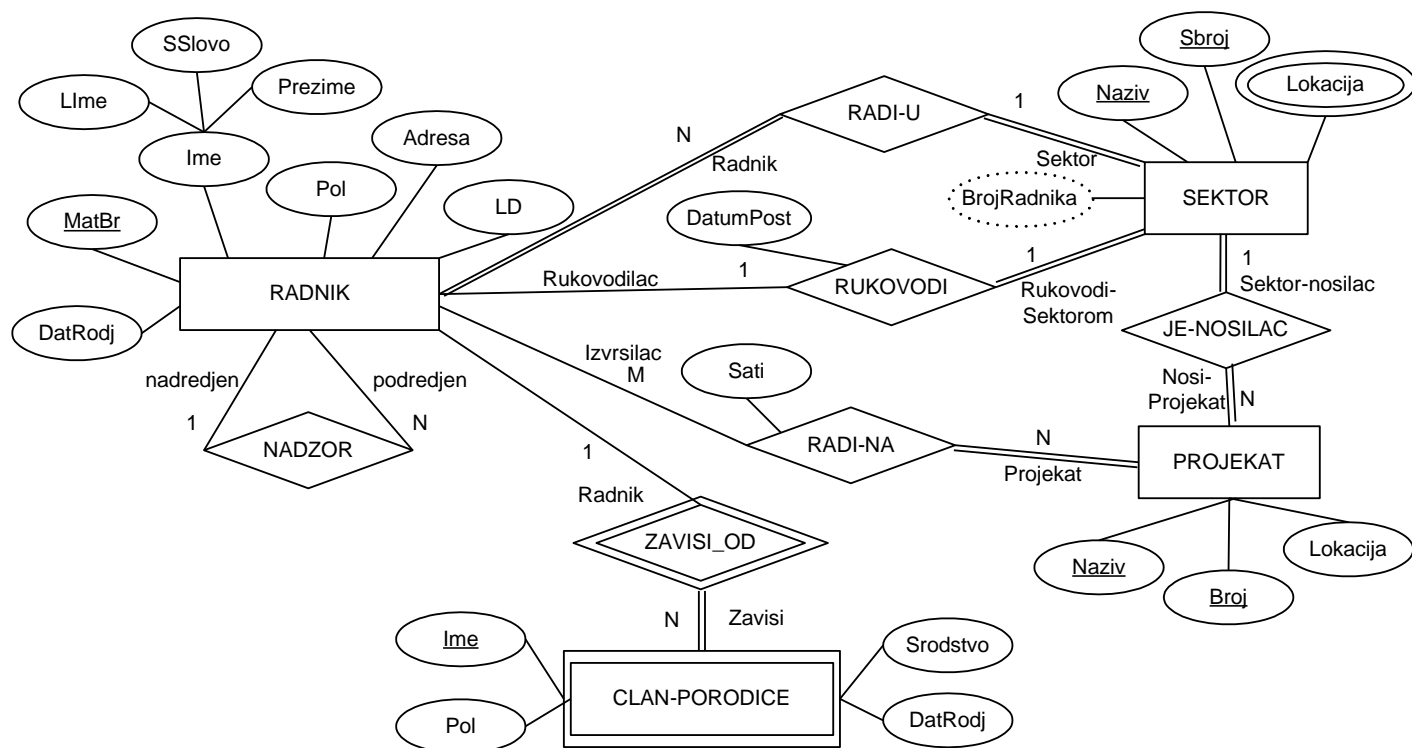 SSlovo
Sbroj
LIme
Prezime
Naziv
Lokacija
RADI-U
1
N
Adresa
Ime
Radnik
Sektor
Pol
BrojRadnika
SEKTOR
MatBr
LD
DatumPost
1
1
Rukovodilac
1
RUKOVODI
RADNIK
Rukovodi-
Sektorom
Sektor-nosilac
DatRodj
JE-NOSILAC
Izvrsilac
M
nadredjen
podredjen
Sati
Nosi-
Projekat
N
1
N
NADZOR
RADI-NA
N
Projekat
PROJEKAT
1
Radnik
ZAVISI_OD
Lokacija
Naziv
Broj
N
Zavisi
Ime
Srodstvo
CLAN-PORODICE
Pol
DatRodj